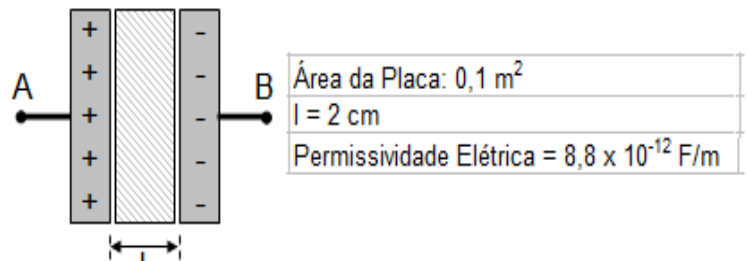 + -
+ -
A + - B
+ -
+ -
Área da Placa: 0,1 m²
l = 2 cm
Permissividade Elétrica = 8,8 x 10⁻¹² F/m